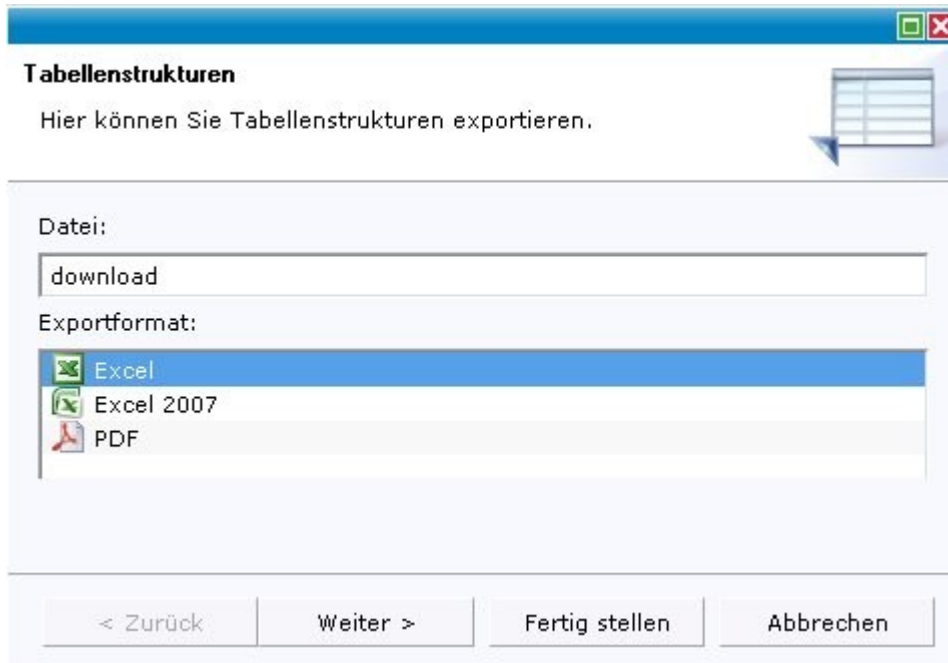 Tabellenstrukturen
Hier können Sie Tabellenstrukturen exportieren.
Datei:
download
Exportformat:
Excel
Excel 2007
PDF
< Zurück
Weiter >
Fertig stellen
Abbrechen